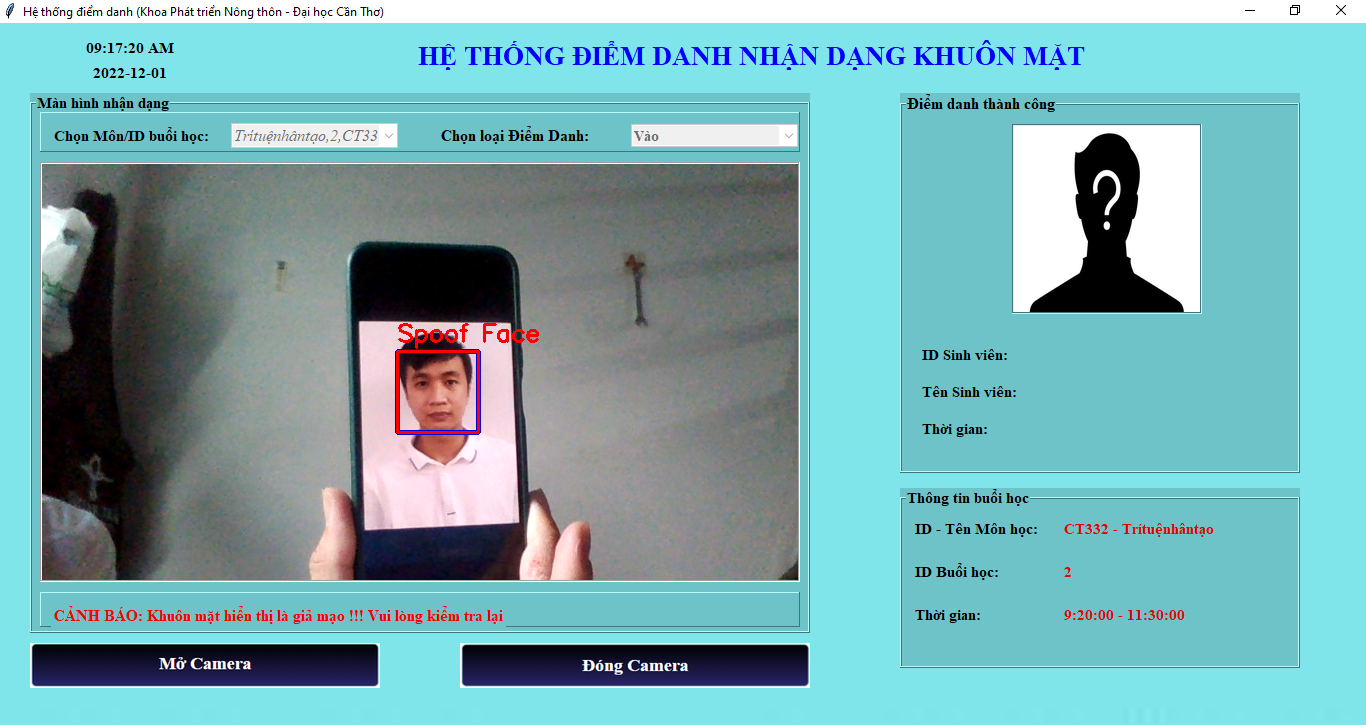 Hệ thống điểm danh (Khoa Phát triển Nông thôn - Đại học Cần Thơ)
09:17:20 AM
2022-12-01
HỆ THỐNG ĐIỂM DANH NHẬN DẠNG KHUÔN MẶT
Màn hình nhận dạng
Chọn Môn/ID buổi học: Trítuệnhântạo,2,CT33
Chọn loại Điểm Danh: Vào
Spoof Face
CẢNH BÁO: Khuôn mặt hiển thị là giả mạo !!! Vui lòng kiểm tra lại
Mở Camera
Đóng Camera
Điểm danh thành công
?
ID Sinh viên:
Tên Sinh viên:
Thời gian:
Thông tin buổi học
ID - Tên Môn học: CT332 - Trítuệnhântạo
ID Buổi học: 2
Thời gian: 9:20:00 - 11:30:00